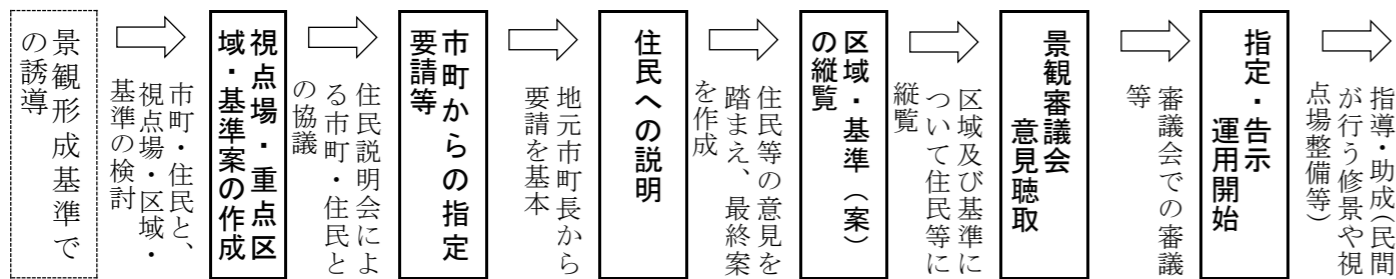 景観形成基準で
の誘導
市町・住民と、
視点場・区域・
基準の検討
視点場・重点区
域・基準案の作成
住民説明会によ
る市町・住民と
の協議
市町からの指定
要請等
地元市町長から
要請を基本
住民への説明
住民等の意見を
踏まえ、最終案
を作成
区域・基準（案）
の縦覧
区域及び基準に
ついて住民等に
縦覧
景観審議会
意見聴取
審議会での審議
等
指定・告示
運用開始
指導・助成（民間
が行う修景や視
点場整備等）